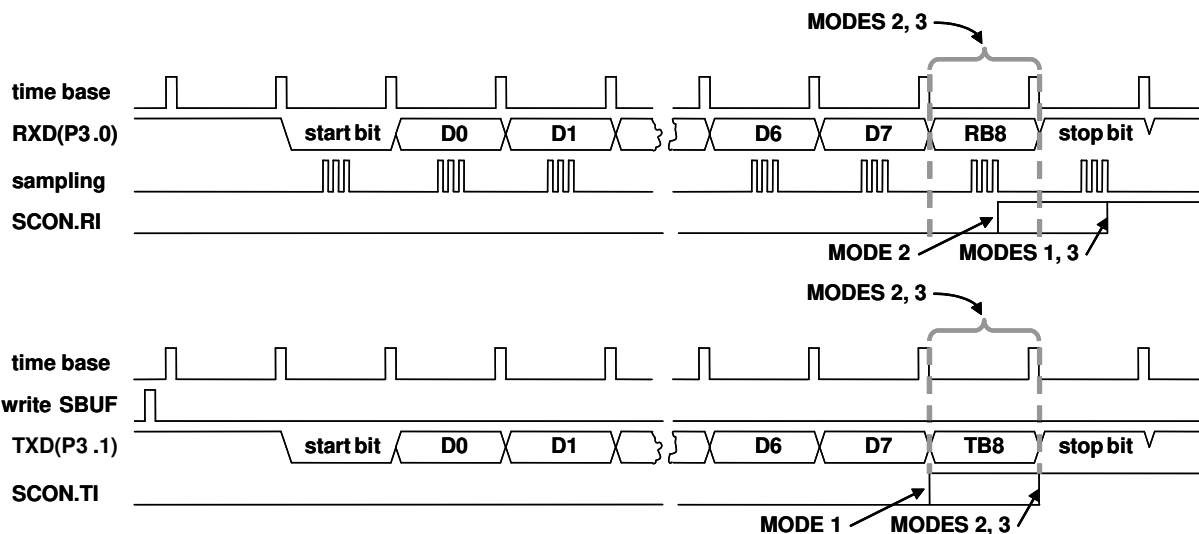 MODES 2, 3
time base
RXD(P3.0) start bit D0 D1 D6 D7 RB8 stop bit
sampling
SCON.RI
MODE 2 MODES 1, 3
MODES 2, 3
time base
write SBUF
TXD(P3 .1) start bit D0 D1 D6 D7 TB8 stop bit
SCON.TI
MODE 1 MODES 2, 3